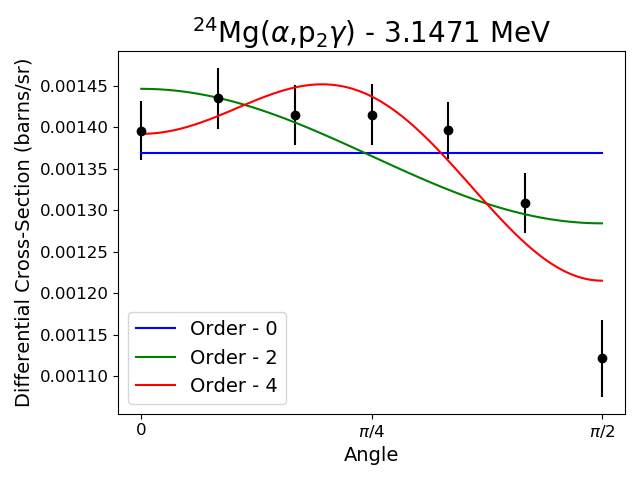 ²⁴Mg(α,p₂γ) - 3.1471 MeV
Differential Cross-Section (barns/sr)
0.00145
0.00140
0.00135
0.00130
0.00125
0.00120
0.00115
0.00110
Order - 0
Order - 2
Order - 4
0 π/4 π/2
Angle